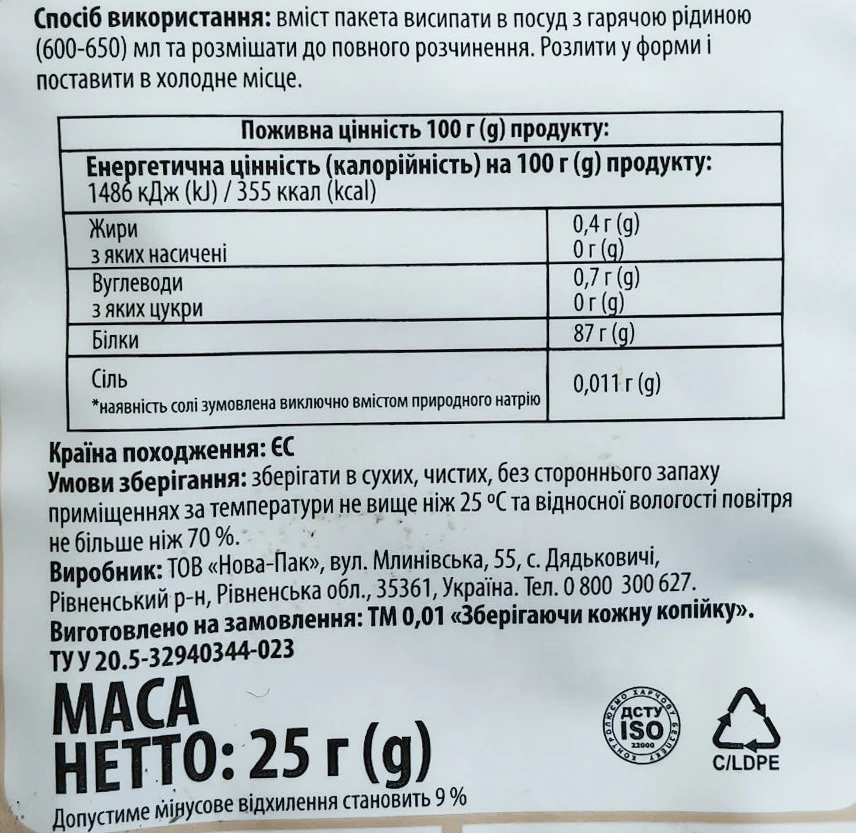 Спосіб використання: вміст пакета висипати в посуд з гарячою рідиною
(600-650) мл та розмішати до повного розчинення. Розлити у форми і
поставити в холодне місце.
Поживна цінність 100 г (g) продукту:
Енергетична цінність (калорійність) на 100 г (g) продукту:
1486 кДж (kJ) / 355 ккал (kcal)
Жири 0,4 г (g)
з яких насичені 0 г (g)
Вуглеводи 0,7 г (g)
з яких цукри 0 г (g)
Білки 87 г (g)
Сіль 0,011 г (g)
*наявність солі зумовлена виключно вмістом природного натрію
Країна походження: ЄС
Умови зберігання: зберігати в сухих, чистих, без стороннього запаху
приміщеннях за температури не вище ніж 25 ºС та відносної вологості повітря
не більше ніж 70 %.
Виробник: ТОВ «Нова-Пак», вул. Млинівська, 55, с. Дядьковичі,
Рівненський р-н, Рівненська обл., 35361, Україна. Тел. 0 800 300 627.
Виготовлено на замовлення: ТМ 0,01 «Зберігаючи кожну копійку».
ТУ У 20.5-32940344-023
МАСА
НЕТТО: 25 г (g)
Допустиме мінусове відхилення становить 9 %
КОНТРОЛЮЄМО ХАРЧОВУ БЕЗПЕКУ
ДСТУ
ISO
22000
C/LDPE